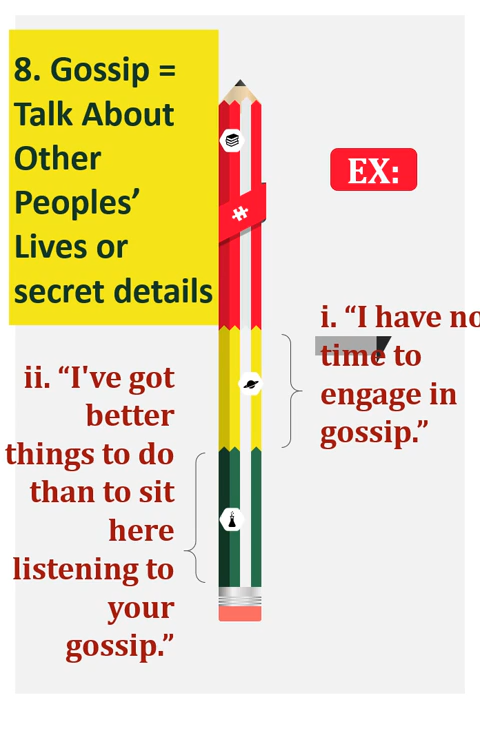 8. Gossip =
Talk About
Other
Peoples’
Lives or
secret details
EX:
i. “I have no
time to
engage in
gossip.”
ii. “I've got
better
things to do
than to sit
here
listening to
your
gossip.”